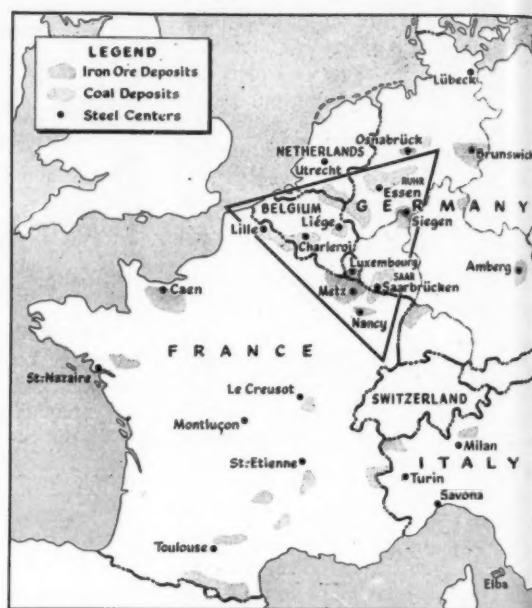 LEGEND
Iron Ore Deposits
Coal Deposits
Steel Centers
Lübeck
Osnabrück
NETHERLANDS
Utrecht
Brunswick
RUHR
Essen
BELGIUM
GERMANY
Liége
Siegen
Lille
Charleroi
Luxembourg
SAAR
Amberg
Metz
Saarbrücken
Caen
Nancy
FRANCE
St. Nazaire
Le Creusot
SWITZERLAND
Montluçon
Milan
St. Etienne
ITALY
Turin
Savona
Toulouse
Elba